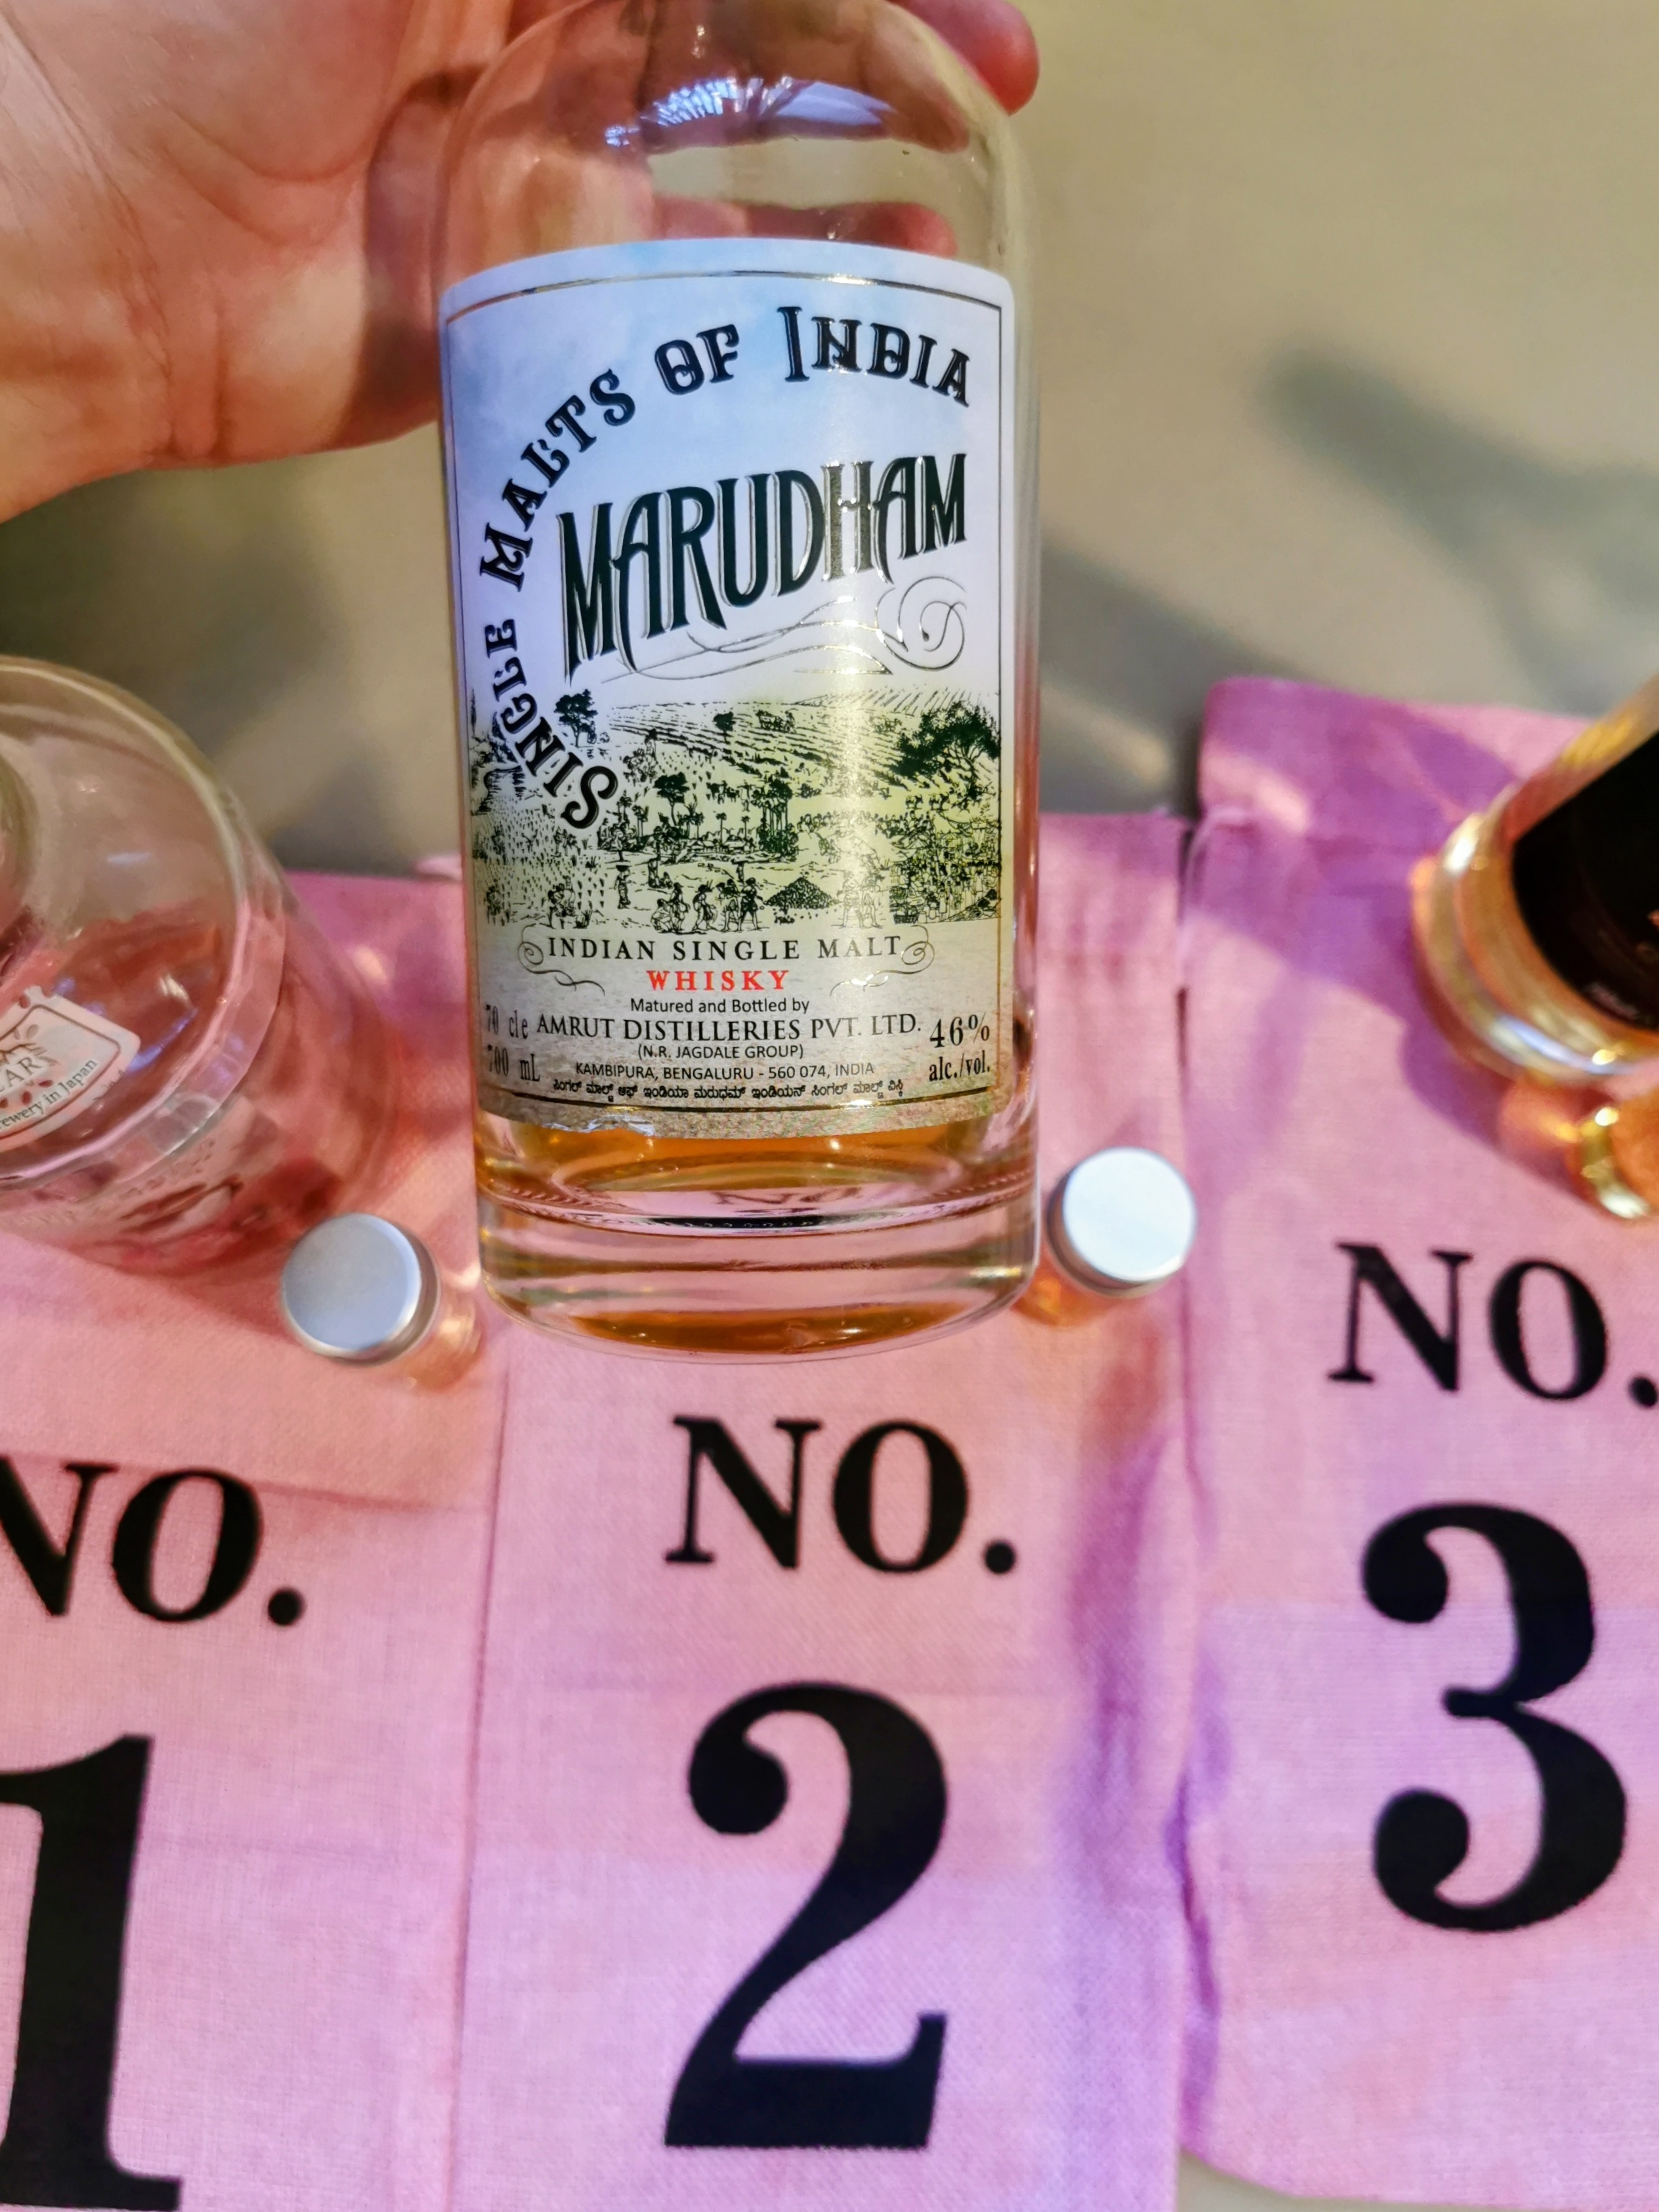 SINGLE MALTS OF INDIA
MARUDHAM
INDIAN SINGLE MALT
WHISKY
Matured and Bottled by
70 cle AMRUT DISTILLERIES PVT. LTD. 46%
(N.R. JAGDALE GROUP)
700 mL KAMBIPURA, BENGALURU - 560 074, INDIA alc./vol.
ಸಿಂಗಲ್ ಮಾಲ್ಟ್ಸ್ ಆಫ್ ಇಂಡಿಯಾ ಮರುಧಮ್ ಇಂಡಿಯನ್ ಸಿಂಗಲ್ ಮಾಲ್ಟ್ ವಿಸ್ಕಿ
in Japan
NO.
1
NO.
2
NO.
3